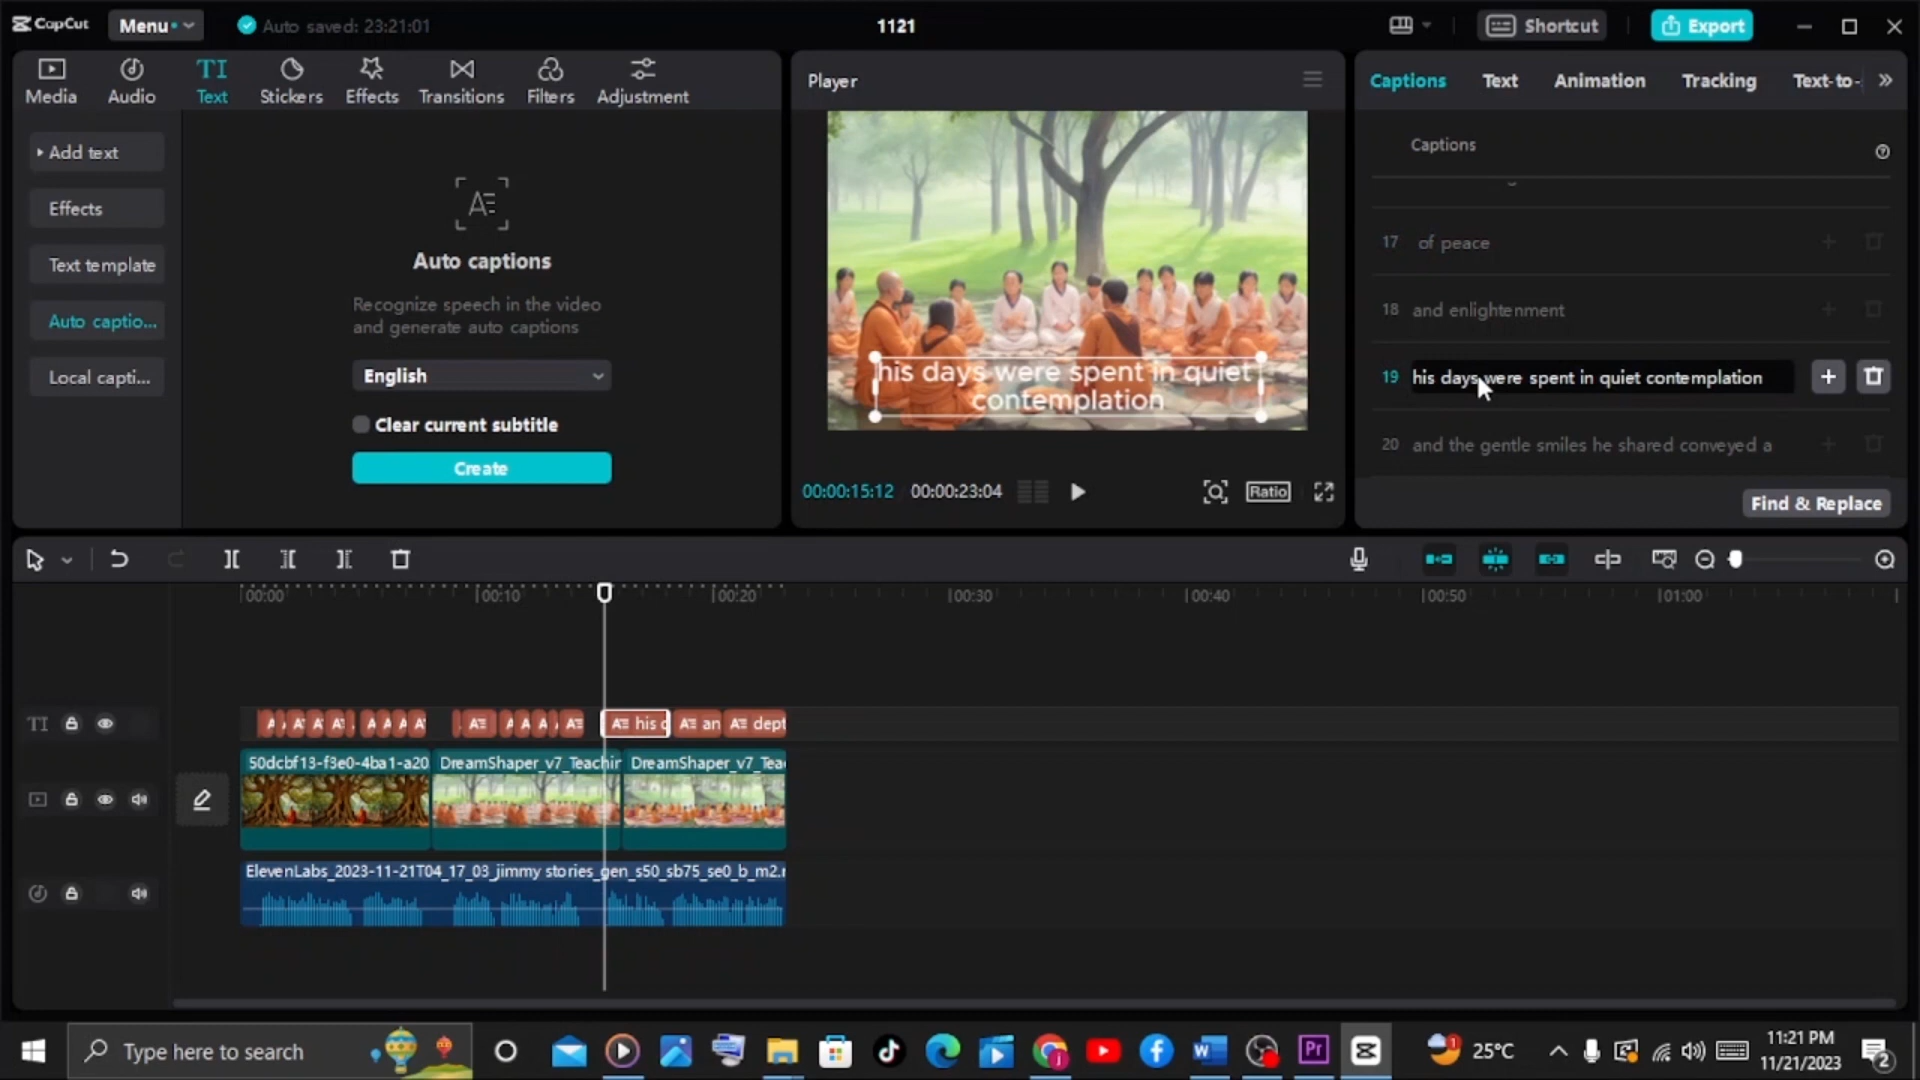 CapCut
Menu
Auto saved: 23:21:01
1121
Shortcut
Export
Media
Audio
TI
Text
Stickers
Effects
Transitions
Filters
Adjustment
Add text
Effects
Text template
Auto captio...
Local capti...
Auto captions
Recognize speech in the video
and generate auto captions
English
Clear current subtitle
Create
Player
his days were spent in quiet
contemplation
00:00:15:12
00:00:23:04
Ratio
Captions
Text
Animation
Tracking
Text-to-
Captions
17 of peace
18 and enlightenment
19 his days were spent in quiet contemplation
20 and the gentle smiles he shared conveyed a
Find & Replace
00:00
00:10
00:20
00:30
00:40
00:50
01:00
TI
his
an
dept
50dcbf13-f3e0-4ba1-a20
DreamShaper_v7_Teachin
DreamShaper_v7_Tea
ElevenLabs_2023-11-21T04_17_03_jimmy stories_gen_s50_sb75_se0_b_m2.
Type here to search
Pr
25°C
11:21 PM
11/21/2023
2